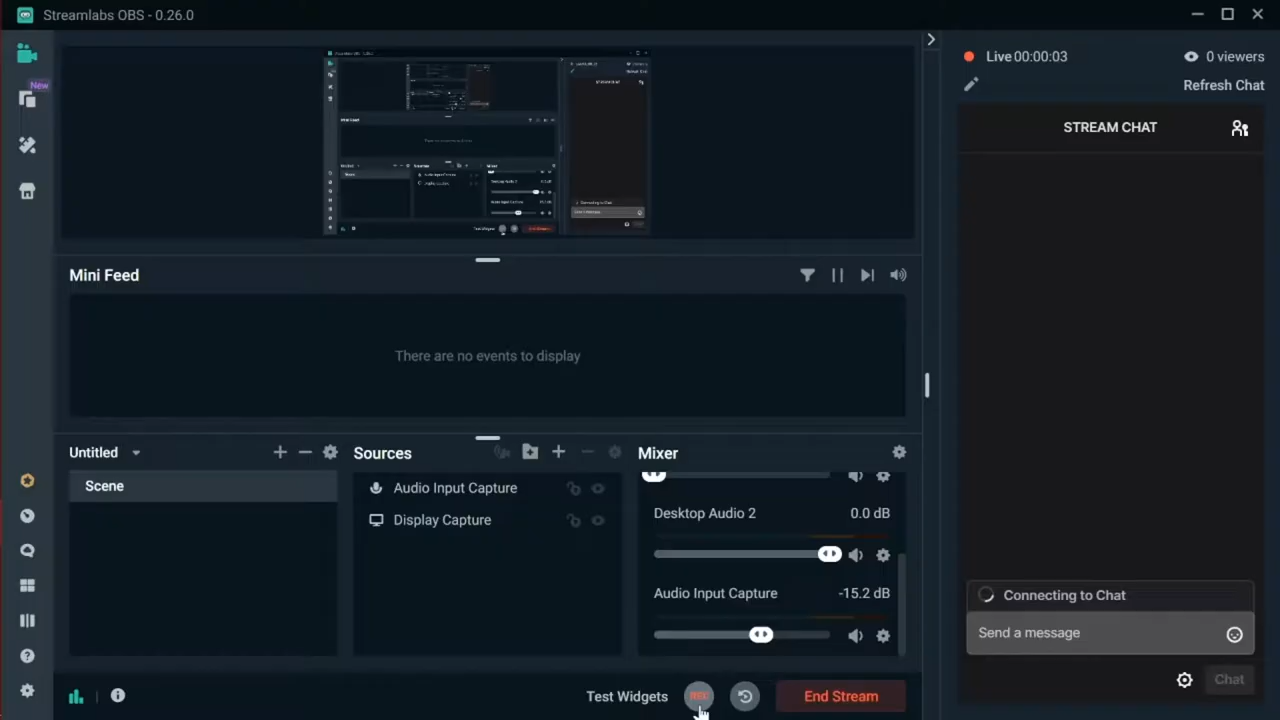 Streamlabs OBS - 0.26.0
New
Live 00:00:03
0 viewers
Refresh Chat
STREAM CHAT
Mini Feed
There are no events to display
Untitled
Scene
Sources
Audio Input Capture
Display Capture
Mixer
Desktop Audio 2
0.0 dB
Audio Input Capture
-15.2 dB
Connecting to Chat
Send a message
Chat
Test Widgets
REC
End Stream